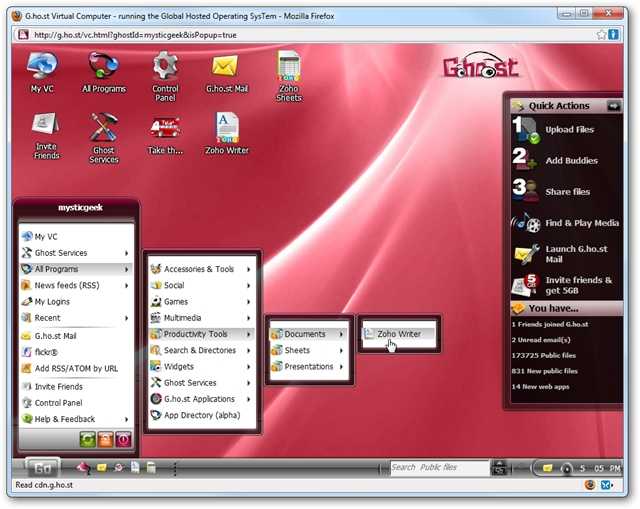 G.ho.st Virtual Computer - running the Global Hosted Operating SysTem - Mozilla Firefox
http://g.ho.st/vc.html?ghostId=mysticgeek&isPopup=true
G.ho.st
My VC
All Programs
Control Panel
G.ho.st Mail
Zoho Sheets
Invite Friends
Ghost Services
Take th...
Zoho Writer
Quick Actions
1 Upload Files
2 Add Buddies
3 Share files
Find & Play Media
Launch G.ho.st Mail
5 GB Invite friends & get 5GB
You have...
1 Friends joined G.ho.st
2 Unread email(s)
173725 Public files
831 New public files
14 New web apps
mysticgeek
My VC
Ghost Services
All Programs
News feeds (RSS)
My Logins
Recent
G.ho.st Mail
flickr®
Add RSS/ATOM by URL
Invite Friends
Control Panel
Help & Feedback
Accessories & Tools
Social
Games
Multimedia
Productivity Tools
Search & Directories
Widgets
Ghost Services
G.ho.st Applications
App Directory (alpha)
Documents
Sheets
Presentations
Zoho Writer
Go
Search Public files
5 05 PM
Read cdn.g.ho.st